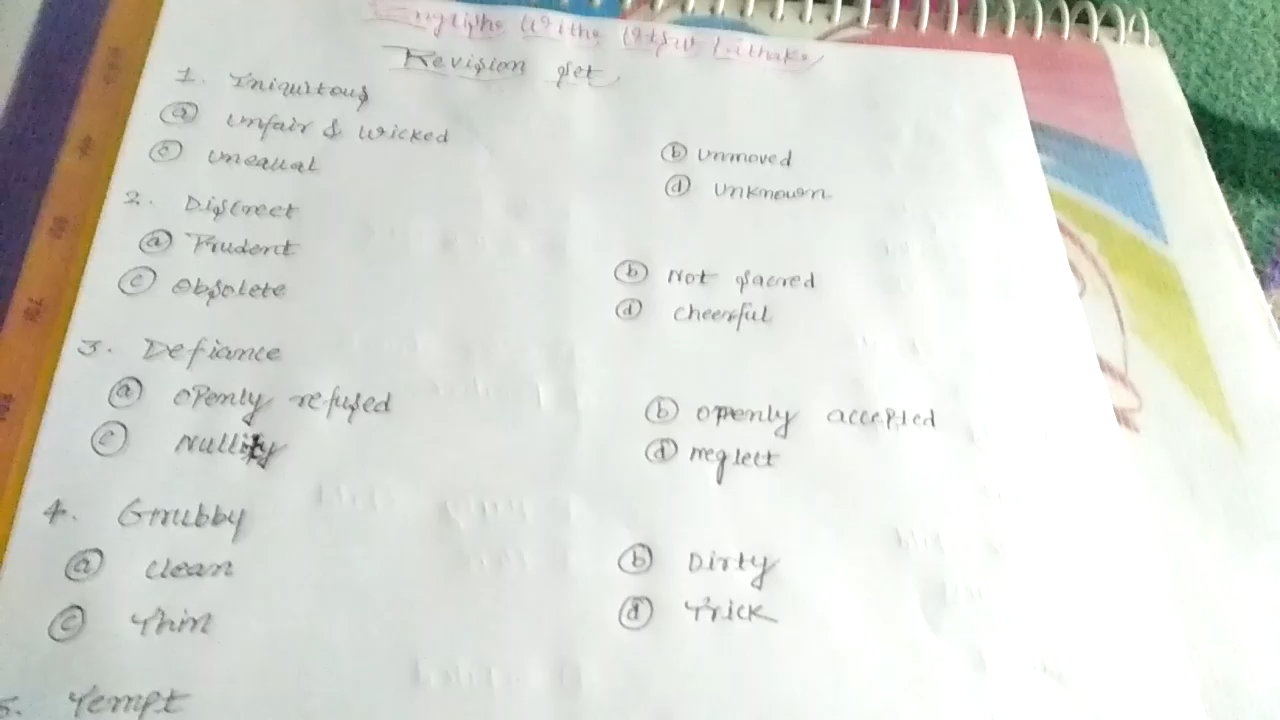 Revision set
1. Iniquitous
ⓐ unfair & wicked
ⓑ unmoved
ⓒ unequal
ⓓ unknown
2. Discreet
ⓐ Prudent
ⓑ Not sacred
ⓒ obsolete
ⓓ cheerful
3. Defiance
ⓐ openly refused
ⓑ openly accepted
ⓒ Nullity
ⓓ neglect
4. Grubby
ⓐ clean
ⓑ Dirty
ⓒ Thin
ⓓ Trick
5. Tempt